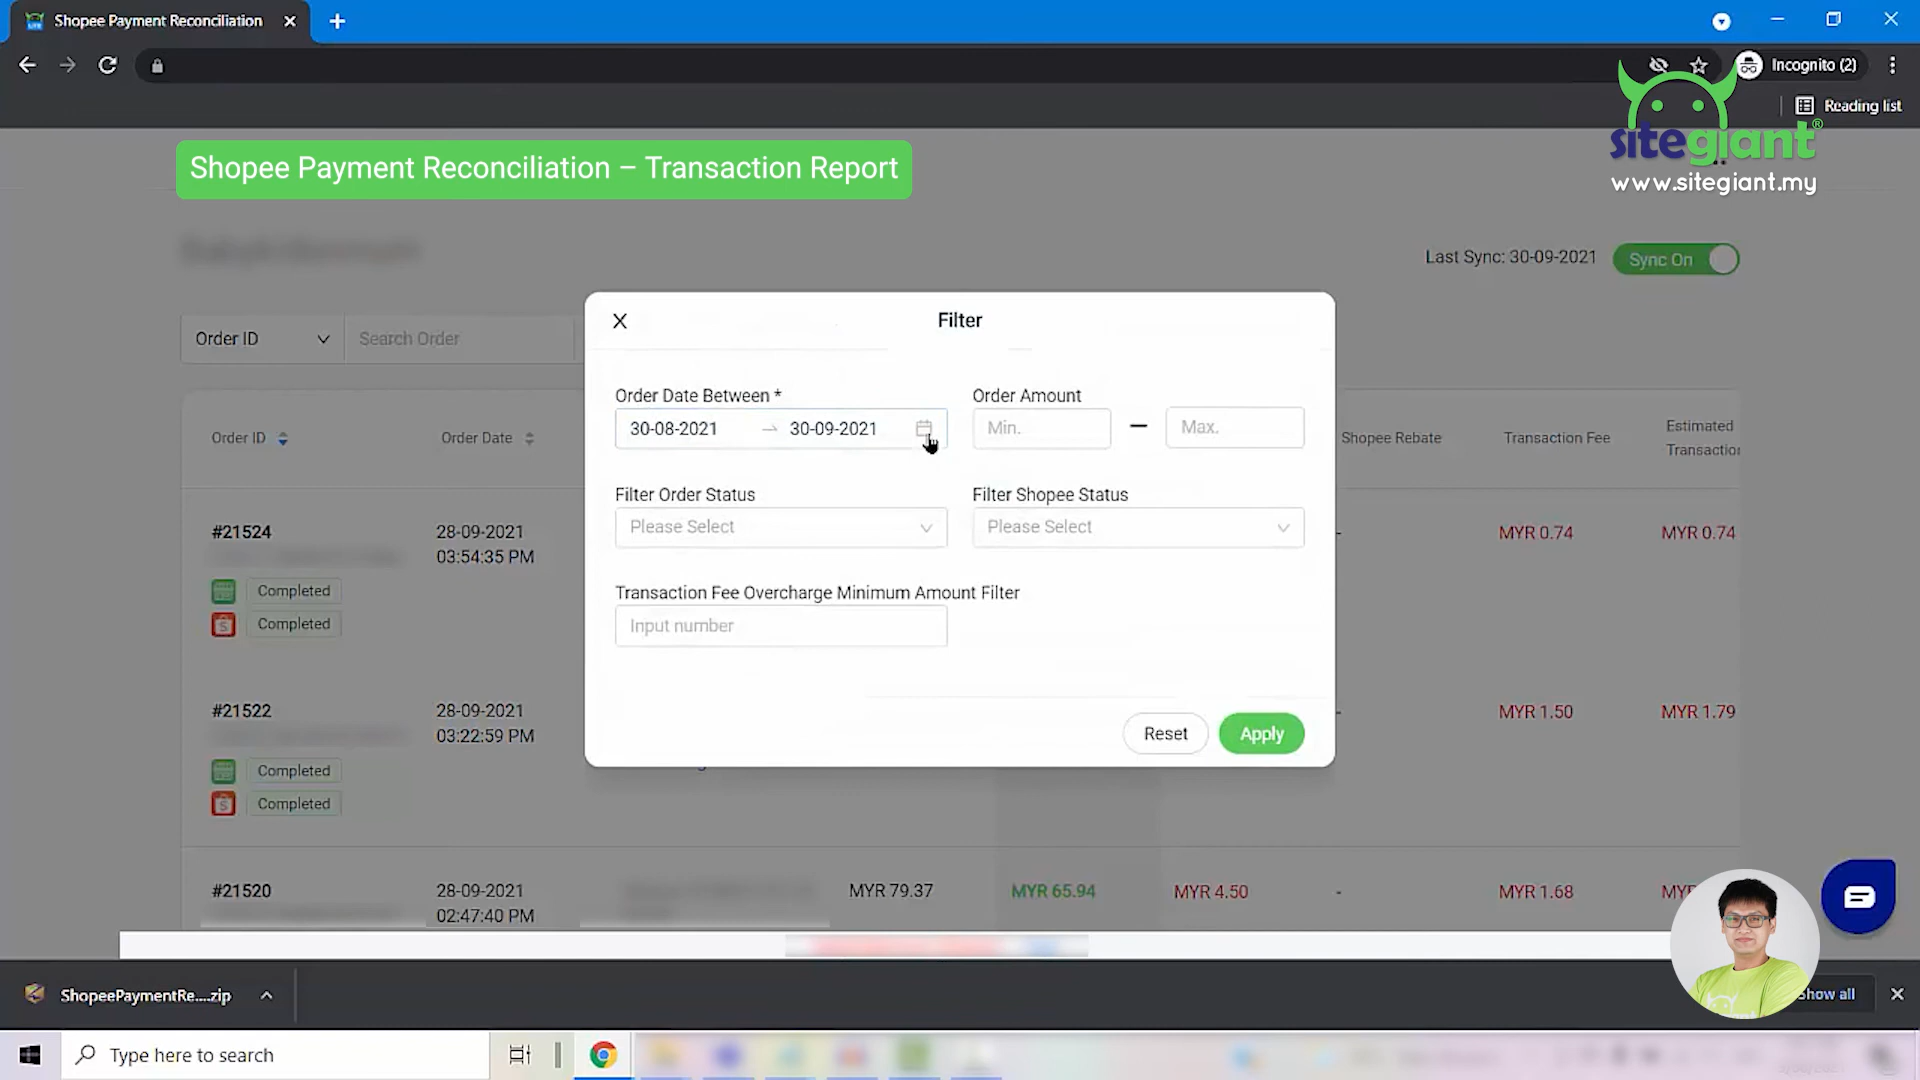 Shopee Payment Reconciliation
Incognito (2)
Reading list
Shopee Payment Reconciliation – Transaction Report
sitegiant®
www.sitegiant.my
Last Sync: 30-09-2021
Sync On
Order ID
Search Order
Filter
Order Date Between *
Order Amount
30-08-2021
30-09-2021
Min.
Max.
Filter Order Status
Filter Shopee Status
Please Select
Please Select
Transaction Fee Overcharge Minimum Amount Filter
Input number
Reset
Apply
Order ID
Order Date
Shopee Rebate
Transaction Fee
Estimated
Transaction
#21524
28-09-2021
03:54:35 PM
-
MYR 0.74
MYR 0.74
Completed
Completed
#21522
28-09-2021
03:22:59 PM
-
MYR 1.50
MYR 1.79
Completed
Completed
#21520
28-09-2021
02:47:40 PM
MYR 79.37
MYR 65.94
MYR 4.50
-
MYR 1.68
ShopeePaymentRe....zip
Show all
Type here to search